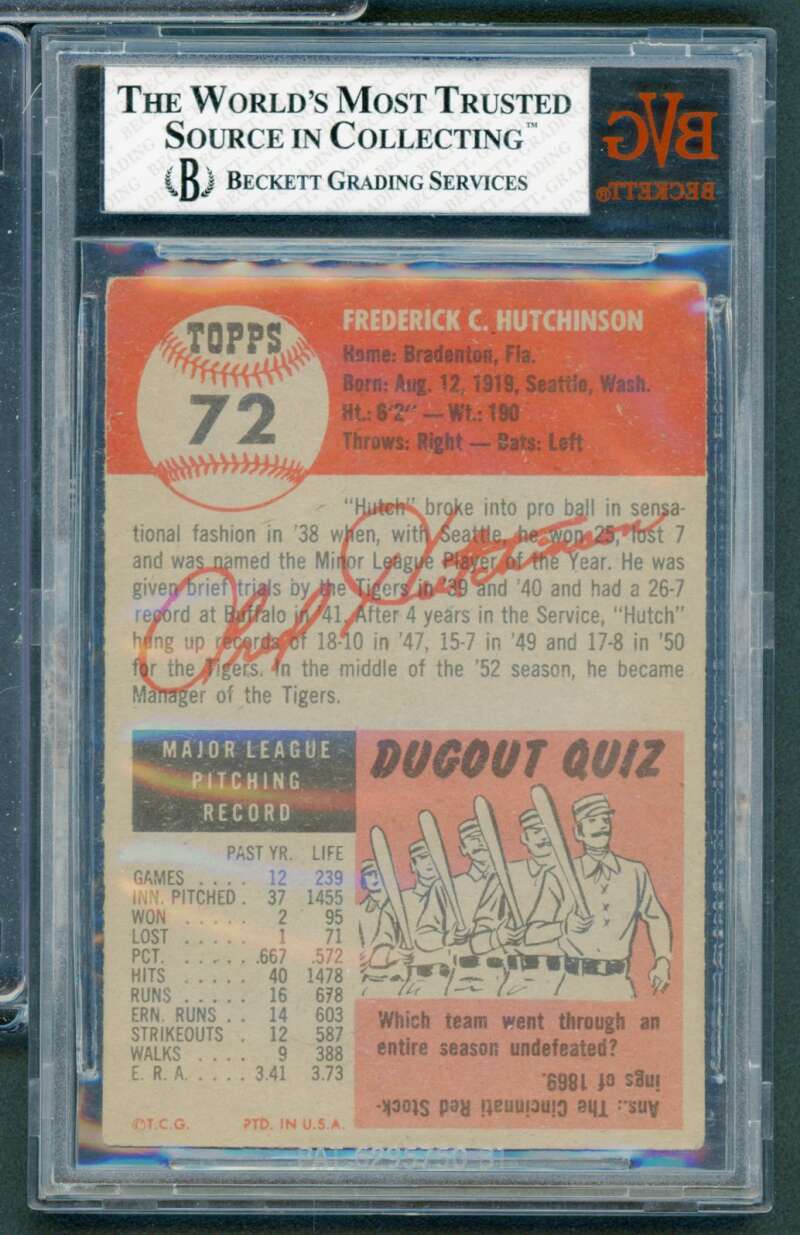 THE WORLD'S MOST TRUSTED
SOURCE IN COLLECTING™
B BECKETT GRADING SERVICES
BVG
BECKETT®
TOPPS
72
FREDERICK C. HUTCHINSON
Home: Bradenton, Fla.
Born: Aug. 12, 1919, Seattle, Wash.
Ht.: 6'2" — Wt.: 190
Throws: Right — Bats: Left
"Hutch" broke into pro ball in sensa-
tional fashion in '38 when, with Seattle, he won 25, lost 7
and was named the Minor League Player of the Year. He was
given brief trials by the Tigers in '39 and '40 and had a 26-7
record at Buffalo in '41. After 4 years in the Service, "Hutch"
hung up records of 18-10 in '47, 15-7 in '49 and 17-8 in '50
for the Tigers. In the middle of the '52 season, he became
Manager of the Tigers.
Fred Hutchinson
MAJOR LEAGUE
PITCHING
RECORD
PAST YR. LIFE
GAMES .... 12 239
INN. PITCHED . 37 1455
WON ...... 2 95
LOST ...... 1 71
PCT. ...... .667 .572
HITS ..... 40 1478
RUNS ..... 16 678
ERN. RUNS .. 14 603
STRIKEOUTS . 12 587
WALKS .... 9 388
E. R. A. .... 3.41 3.73
©T.C.G. PTD. IN U.S.A.
DUGOUT QUIZ
Which team went through an
entire season undefeated?
Ans.: The Cincinnati Red Stock-
ings of 1869.
PAT 6295750-B1